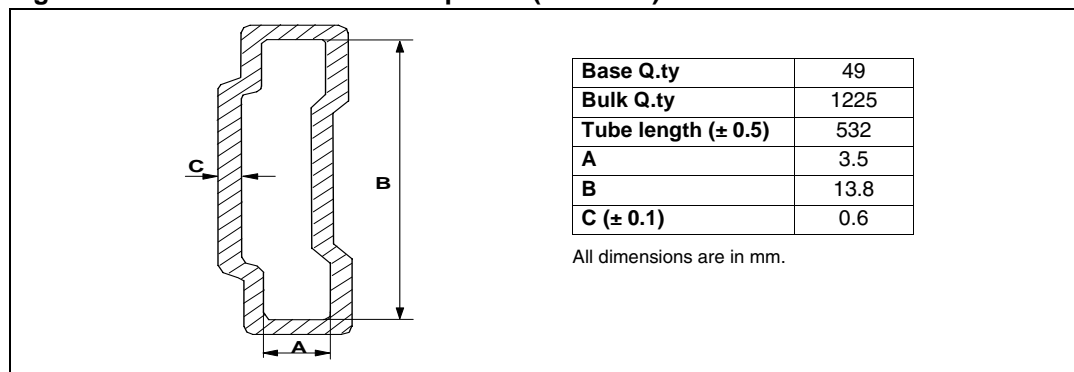 C
B
A
Base Q.ty 49
Bulk Q.ty 1225
Tube length (± 0.5) 532
A 3.5
B 13.8
C (± 0.1) 0.6
All dimensions are in mm.